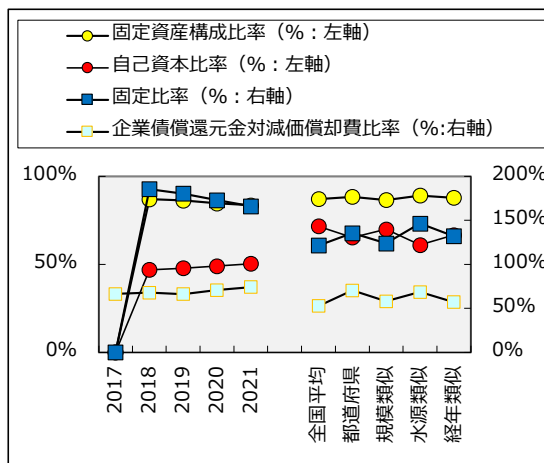 固定資産構成比率（%：左軸）
自己資本比率（%：左軸）
固定比率（%：右軸）
企業債償還元金対減価償却費比率（%:右軸）
100%
50%
0%
200%
150%
100%
50%
0%
2017
2018
2019
2020
2021
全国平均
都道府県
規模類似
水源類似
経年類似